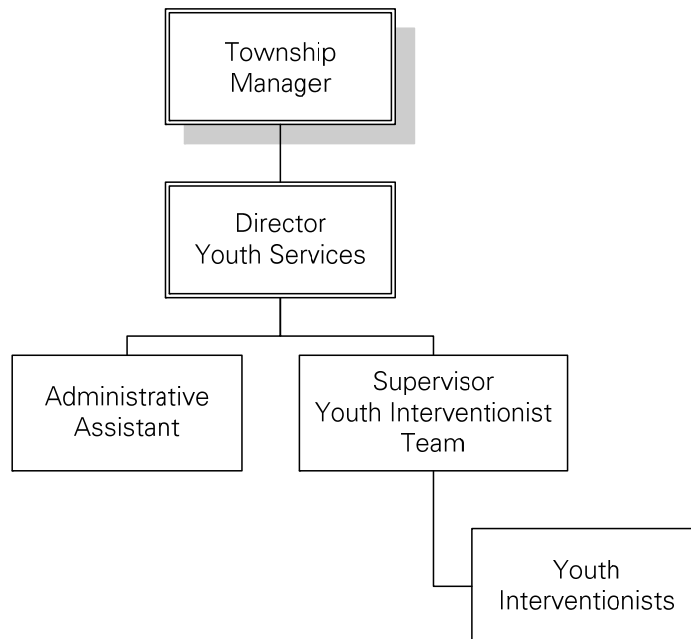 Township
Manager
Director
Youth Services
Administrative
Assistant
Supervisor
Youth Interventionist
Team
Youth
Interventionists